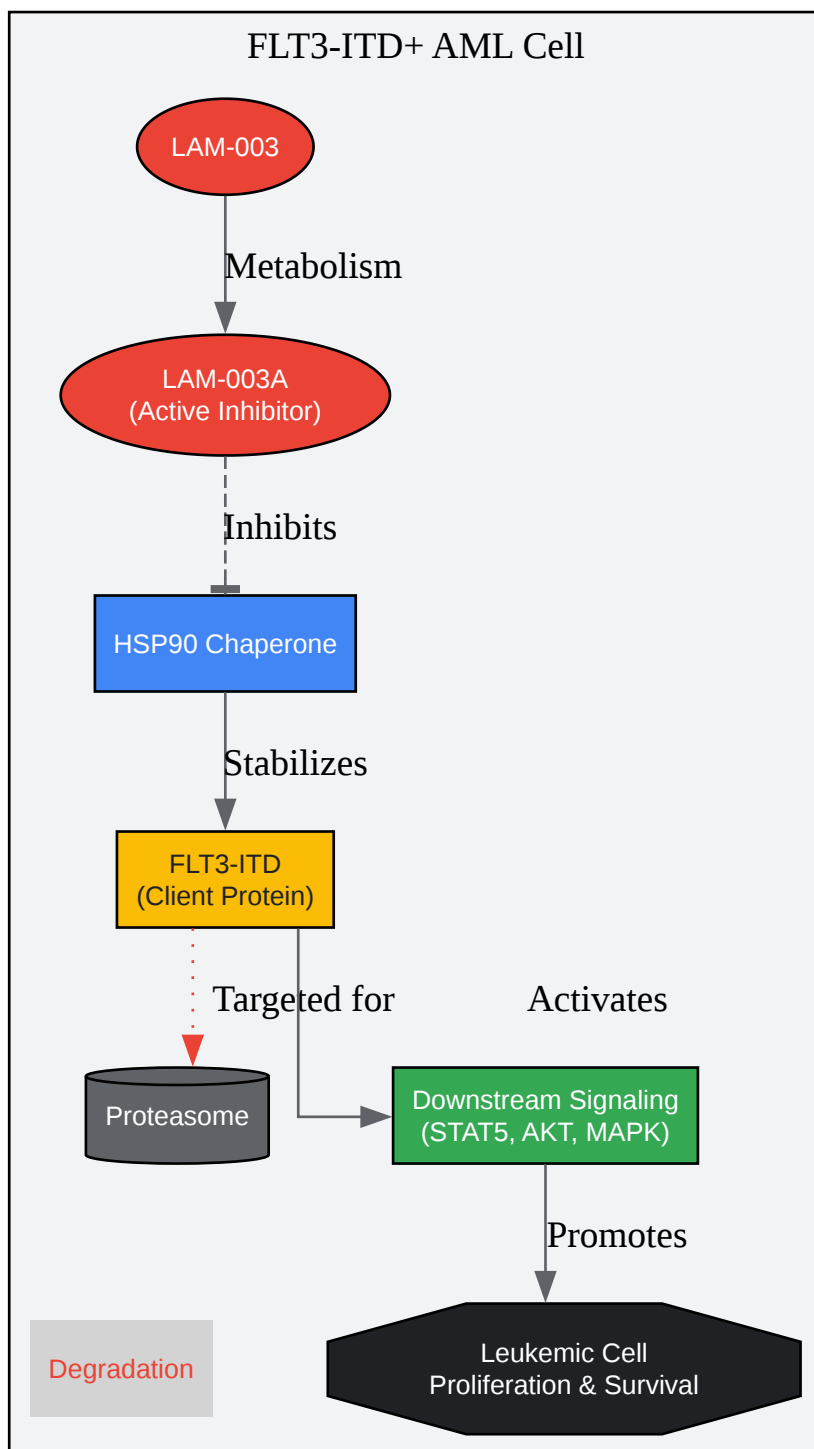 FLT3-ITD+ AML Cell
LAM-003
Metabolism
LAM-003A
(Active Inhibitor)
Inhibits
HSP90 Chaperone
Stabilizes
FLT3-ITD
(Client Protein)
Targeted for
Activates
Proteasome
Downstream Signaling
(STAT5, AKT, MAPK)
Promotes
Degradation
Leukemic Cell
Proliferation & Survival